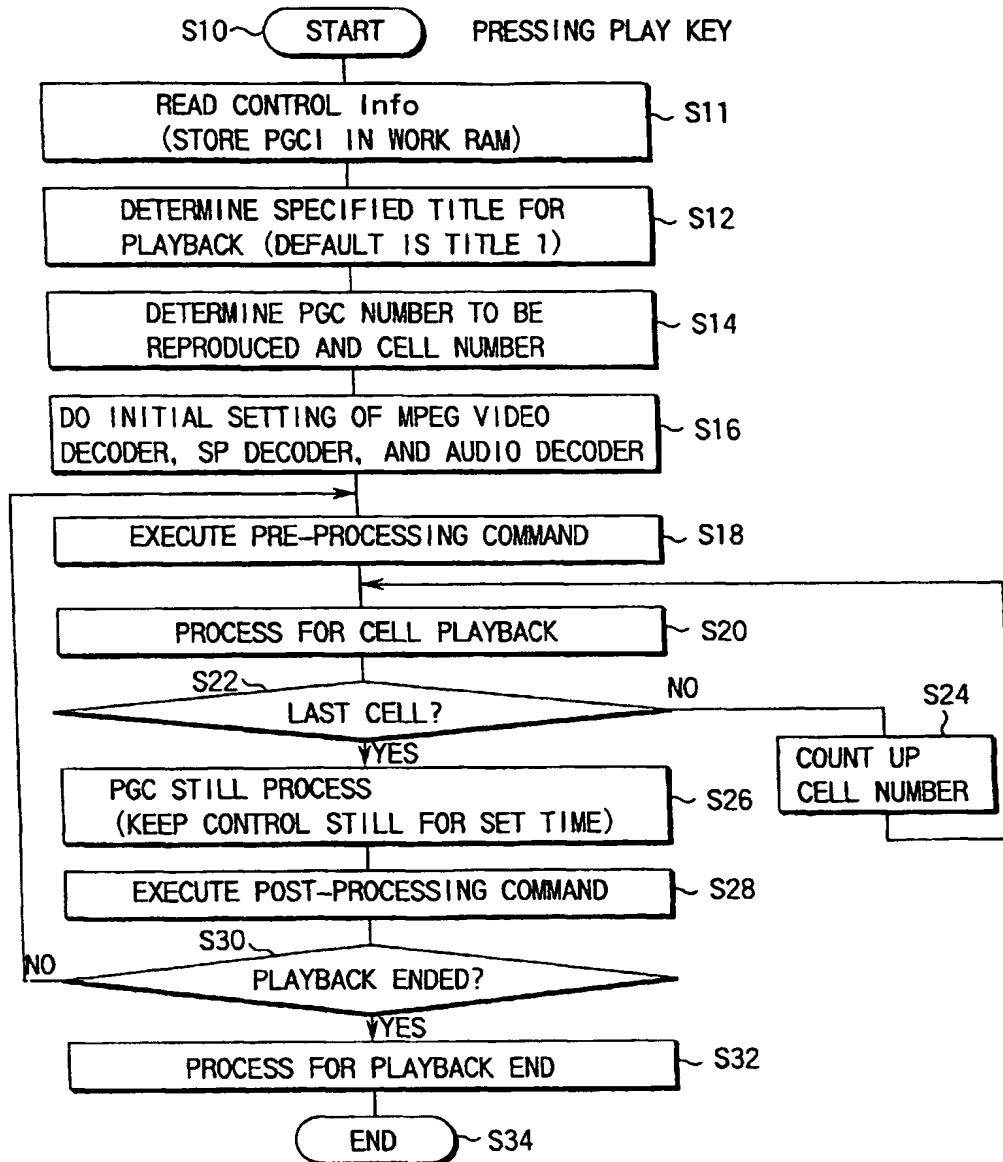 S10 START PRESSING PLAY KEY
READ CONTROL Info
(STORE PGCI IN WORK RAM)
S11
DETERMINE SPECIFIED TITLE FOR
PLAYBACK (DEFAULT IS TITLE 1)
S12
DETERMINE PGC NUMBER TO BE
REPRODUCED AND CELL NUMBER
S14
DO INITIAL SETTING OF MPEG VIDEO
DECODER, SP DECODER, AND AUDIO DECODER
S16
EXECUTE PRE-PROCESSING COMMAND S18
PROCESS FOR CELL PLAYBACK S20
S22
LAST CELL?
NO
YES
S24
COUNT UP
CELL NUMBER
PGC STILL PROCESS
(KEEP CONTROL STILL FOR SET TIME)
S26
EXECUTE POST-PROCESSING COMMAND S28
S30
NO
PLAYBACK ENDED?
YES
PROCESS FOR PLAYBACK END S32
END S34